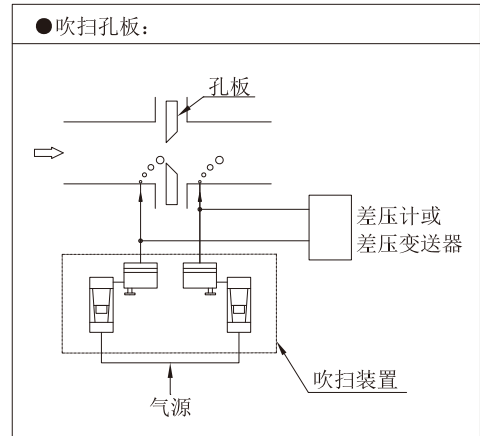 ●吹扫孔板：
孔板
差压计或
差压变送器
吹扫装置
气源